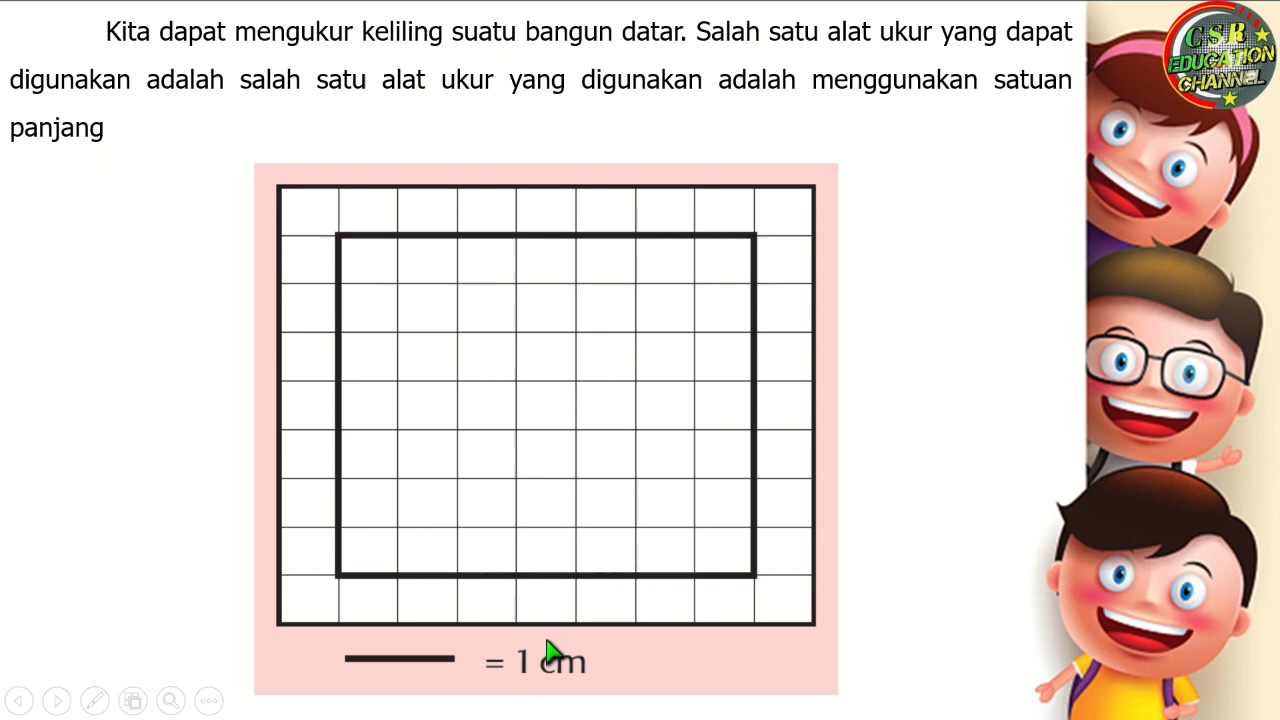 Kita dapat mengukur keliling suatu bangun datar. Salah satu alat ukur yang dapat
digunakan adalah salah satu alat ukur yang digunakan adalah menggunakan satuan
panjang
CSR
EDUCATION
CHANNEL
= 1 cm